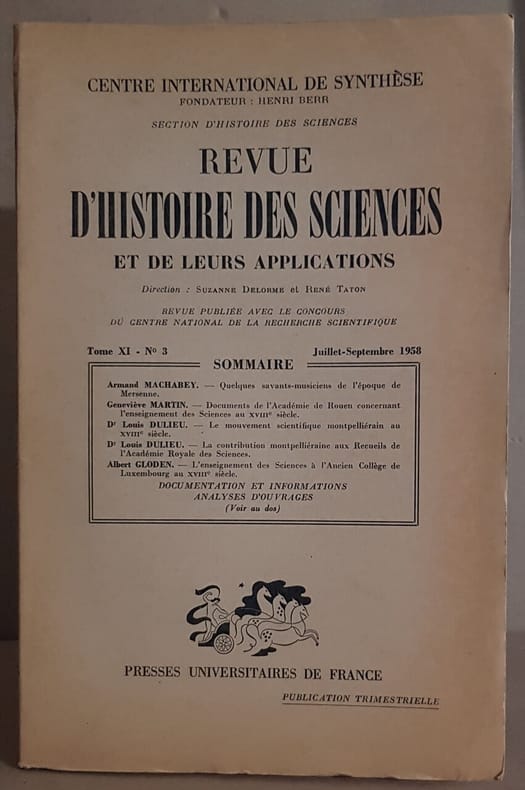 CENTRE INTERNATIONAL DE SYNTHÈSE
FONDATEUR : HENRI BERR
SECTION D'HISTOIRE DES SCIENCES
REVUE
D'HISTOIRE DES SCIENCES
ET DE LEURS APPLICATIONS
Direction : SUZANNE DELORME et RENÉ TATON
REVUE PUBLIÉE AVEC LE CONCOURS
DU CENTRE NATIONAL DE LA RECHERCHE SCIENTIFIQUE
Tome XI - Nº 3 Juillet-Septembre 1958
SOMMAIRE
Armand MACHABEY. — Quelques savants-musiciens de l'époque de
Mersenne.
Geneviève MARTIN. — Documents de l'Académie de Rouen concernant
l'enseignement des Sciences au XVIIIe siècle.
Dr Louis DULIEU. — Le mouvement scientifique montpelliérain au
XVIIIe siècle.
Dr Louis DULIEU. — La contribution montpelliéraine aux Recueils de
l'Académie Royale des Sciences.
Albert GLODEN. — L'enseignement des Sciences à l'Ancien Collège de
Luxembourg au XVIIIe siècle.
DOCUMENTATION ET INFORMATIONS
ANALYSES D'OUVRAGES
(Voir au dos)
PRESSES UNIVERSITAIRES DE FRANCE
PUBLICATION TRIMESTRIELLE